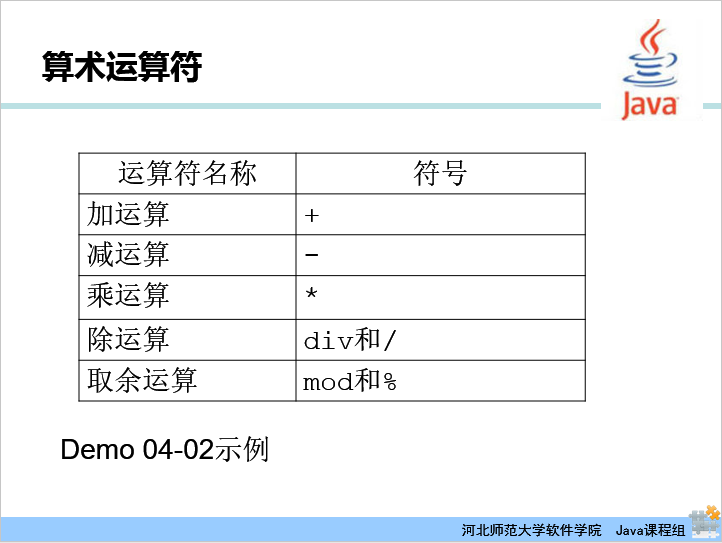 算术运算符
Java
运算符名称 符号
加运算 +
减运算 -
乘运算 *
除运算 div和/
取余运算 mod和%
Demo 04-02示例
河北师范大学软件学院 Java课程组